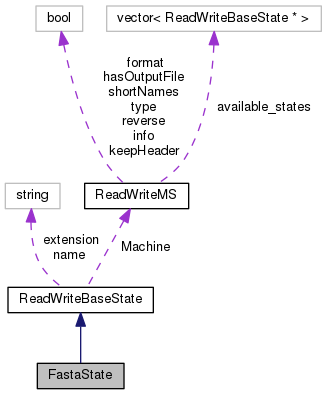 bool
vector< ReadWriteBaseState * >
format
hasOutputFile
shortNames
type
reverse
info
keepHeader
available_states
string
ReadWriteMS
extension
name
Machine
ReadWriteBaseState
FastaState